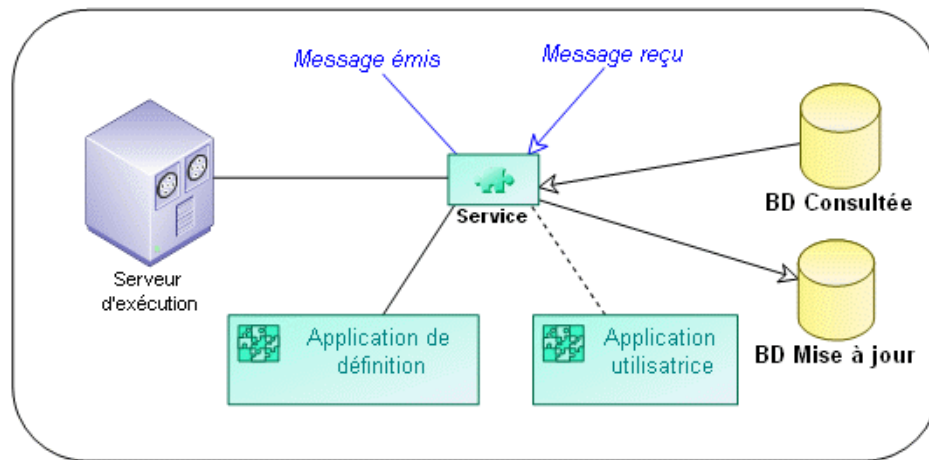 Message émis
Message reçu
Service
BD Consultée
Serveur
d'exécution
Application de
définition
Application
utilisatrice
BD Mise à jour